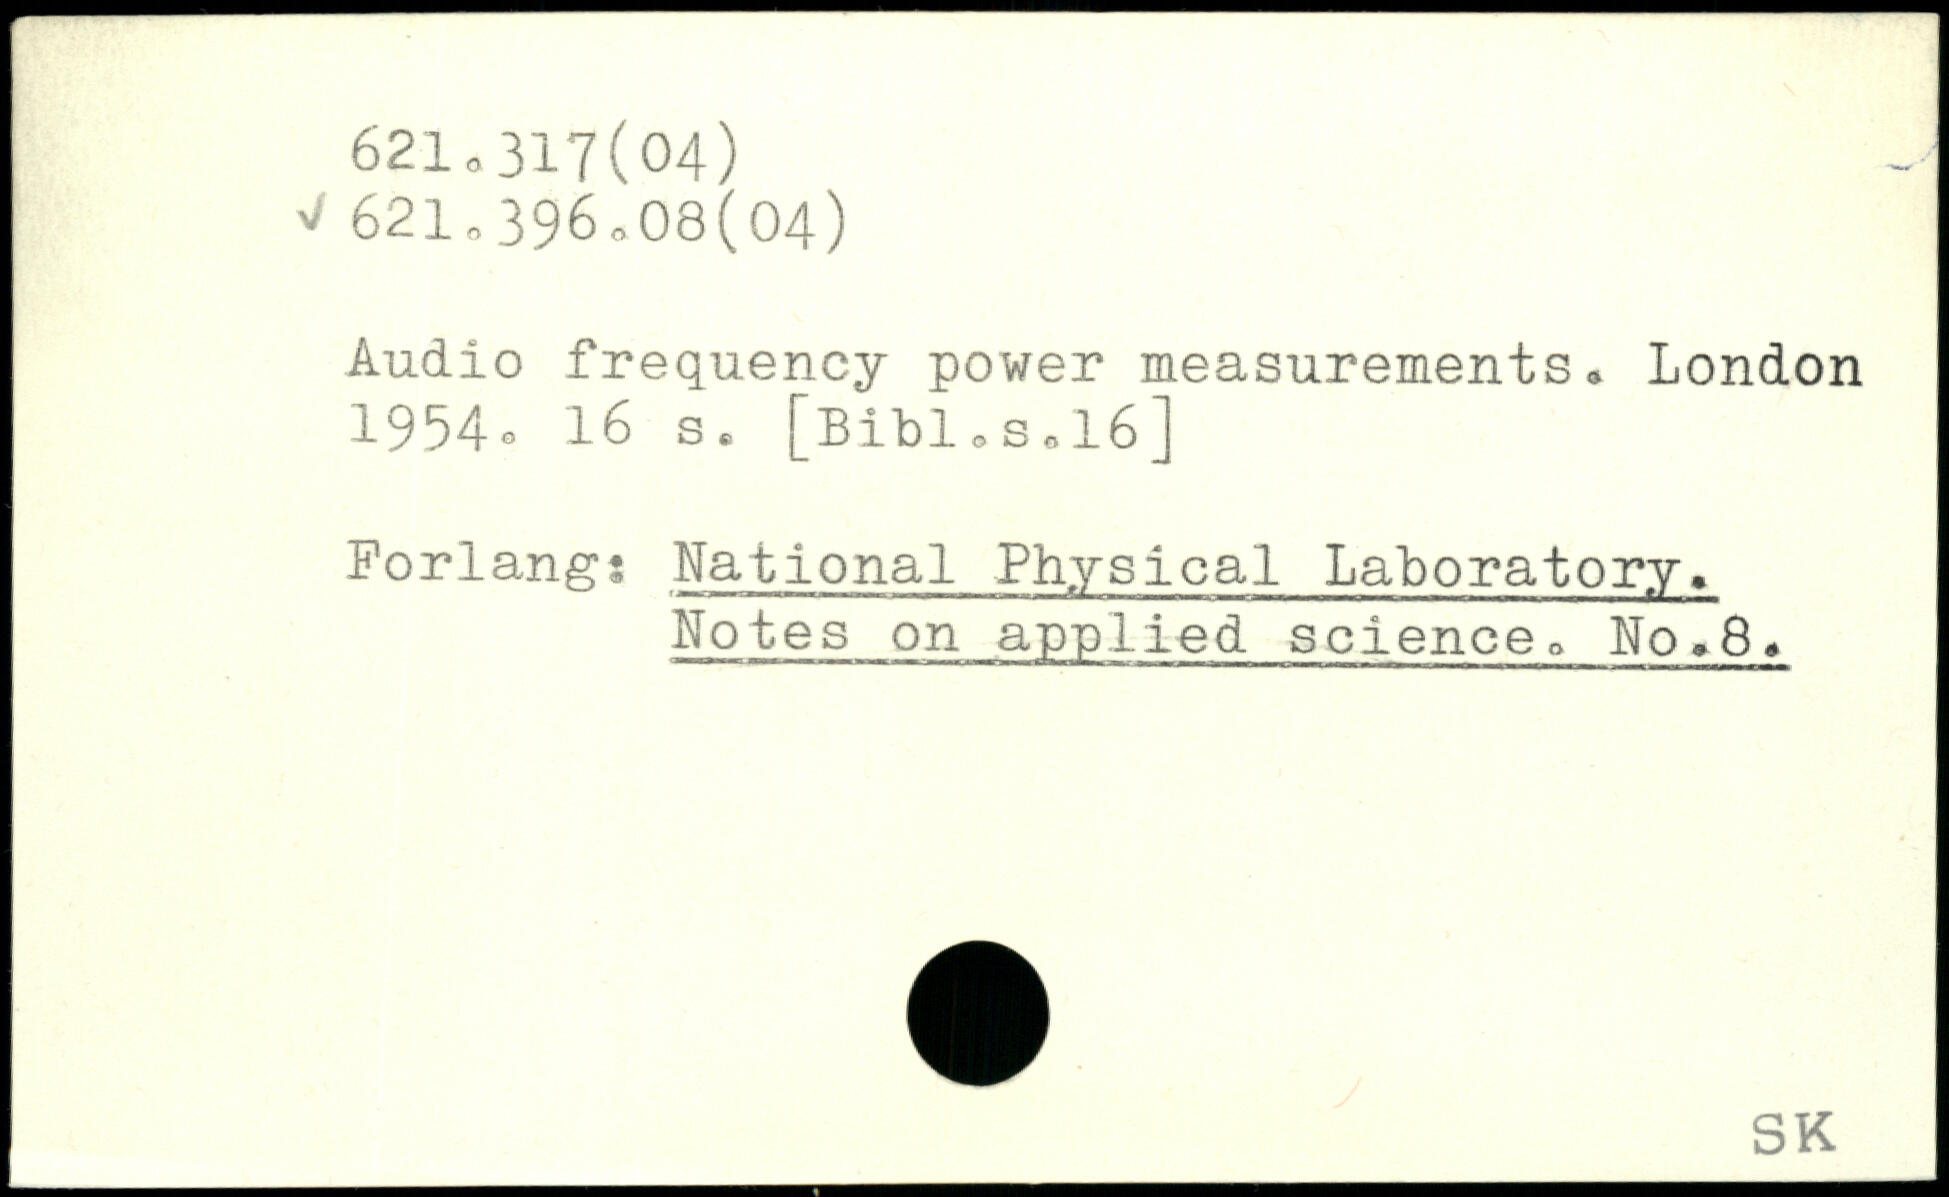 621.317(04)
✓ 621.396.08(04)
Audio frequency power measurements. London
1954. 16 s. [Bibl.s.16]
Forlang: National Physical Laboratory.
Notes on applied science. No.8.
SK